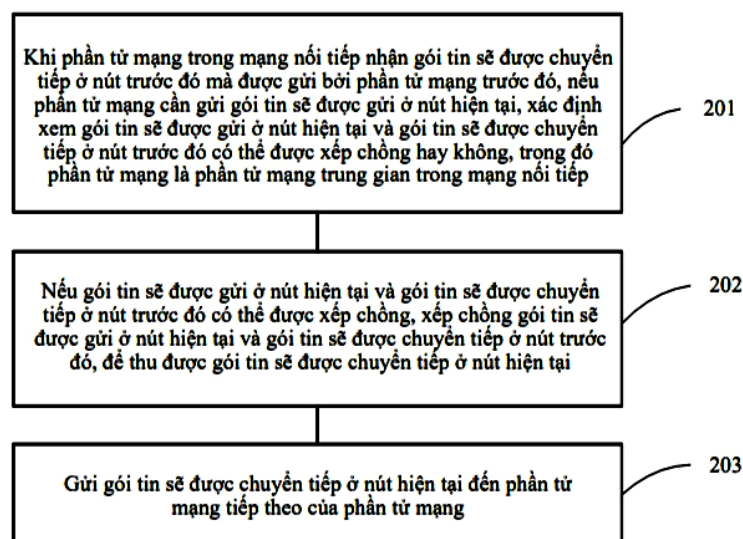 Khi phần tử mạng trong mạng nối tiếp nhận gói tin sẽ được chuyển
tiếp ở nút trước đó mà được gửi bởi phần tử mạng trước đó, nếu
phần tử mạng cần gửi gói tin sẽ được gửi ở nút hiện tại, xác định
xem gói tin sẽ được gửi ở nút hiện tại và gói tin sẽ được chuyển
tiếp ở nút trước đó có thể được xếp chồng hay không, trong đó
phần tử mạng là phần tử mạng trung gian trong mạng nối tiếp
201
Nếu gói tin sẽ được gửi ở nút hiện tại và gói tin sẽ được chuyển
tiếp ở nút trước đó có thể được xếp chồng, xếp chồng gói tin sẽ
được gửi ở nút hiện tại và gói tin sẽ được chuyển tiếp ở nút trước
đó, để thu được gói tin sẽ được chuyển tiếp ở nút hiện tại
202
Gửi gói tin sẽ được chuyển tiếp ở nút hiện tại đến phần tử
mạng tiếp theo của phần tử mạng
203